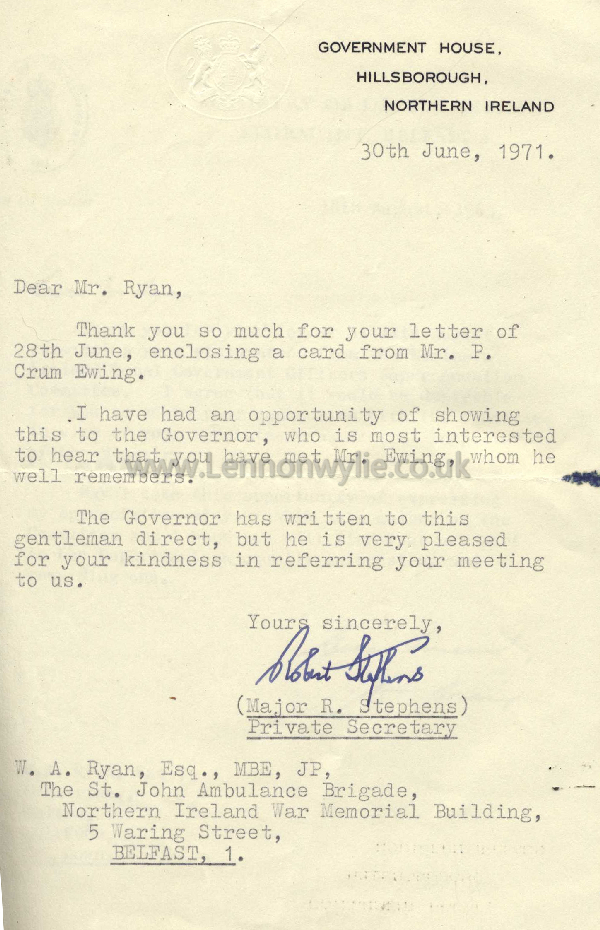 GOVERNMENT HOUSE,
HILLSBOROUGH,
NORTHERN IRELAND
30th June, 1971.
Dear Mr. Ryan,
Thank you so much for your letter of
28th June, enclosing a card from Mr. P.
Crum Ewing.
I have had an opportunity of showing
this to the Governor, who is most interested
to hear that you have met Mr. Ewing, whom he
www.Lennonwylie.co.uk
well remembers.
The Governor has written to this
gentleman direct, but he is very pleased
for your kindness in referring your meeting
to us.
Yours sincerely,
Robert Stephens
(Major R. Stephens)
Private Secretary
W. A. Ryan, Esq., MBE, JP,
The St. John Ambulance Brigade,
Northern Ireland War Memorial Building,
5 Waring Street,
BELFAST, 1.